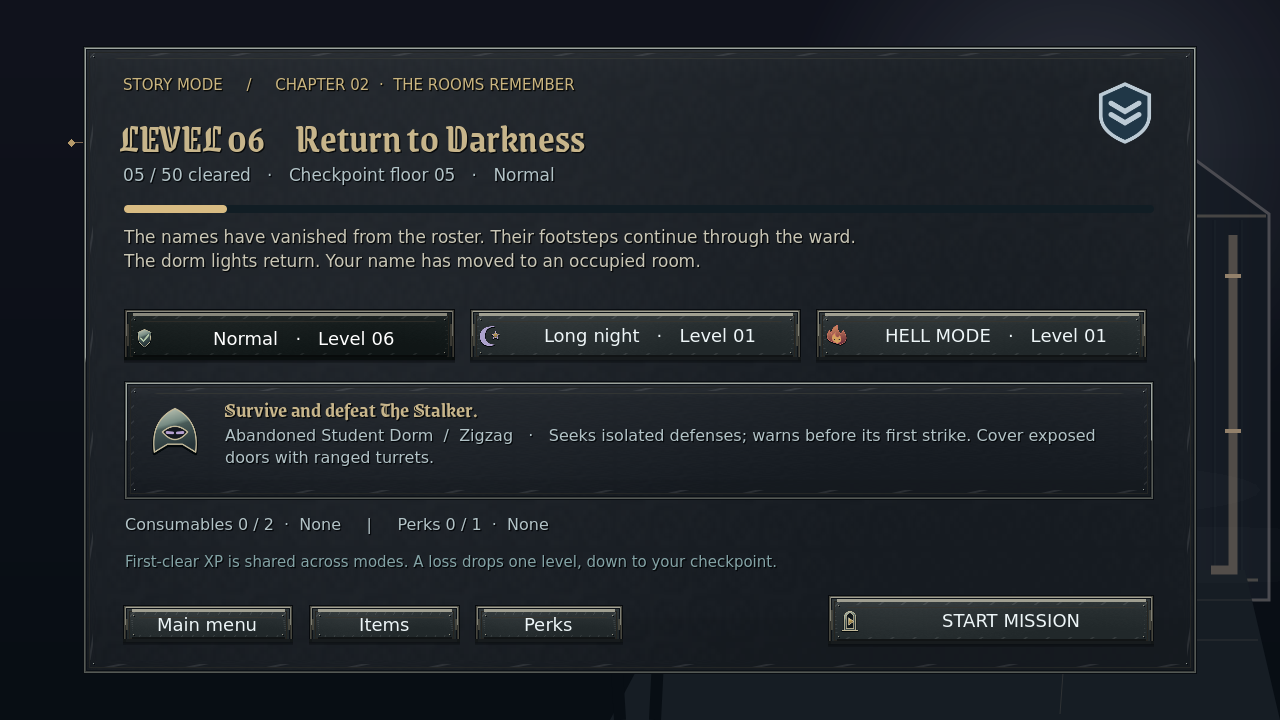 STORY MODE / CHAPTER 02 · THE ROOMS REMEMBER
LEVEL 06 Return to Darkness
05 / 50 cleared · Checkpoint floor 05 · Normal
The names have vanished from the roster. Their footsteps continue through the ward.
The dorm lights return. Your name has moved to an occupied room.
Normal · Level 06
Long night · Level 01
HELL MODE · Level 01
Survive and defeat The Stalker.
Abandoned Student Dorm / Zigzag · Seeks isolated defenses; warns before its first strike. Cover exposed
doors with ranged turrets.
Consumables 0 / 2 · None | Perks 0 / 1 · None
First-clear XP is shared across modes. A loss drops one level, down to your checkpoint.
Main menu
Items
Perks
START MISSION